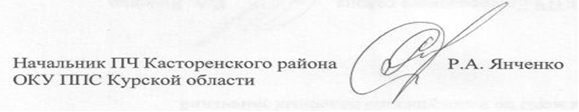 Начальник ПЧ Касторенского района Р.А. Янченко
ОКУ ППС Курской области